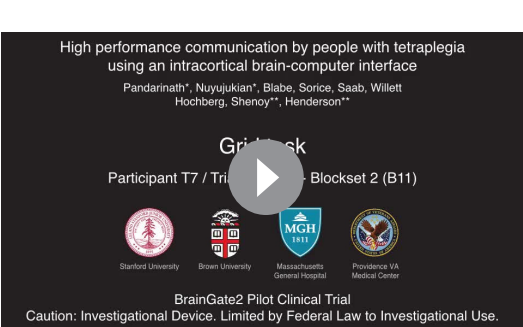 High performance communication by people with tetraplegia
using an intracortical brain-computer interface
Pandarinath*, Nuyujukian*, Blabe, Sorice, Saab, Willett
Hochberg, Shenoy**, Henderson**
Participant T7 / Blockset 2 (B11)
MGH
1811
Stanford University
Brown University
Massachusetts
General Hospital
Providence VA
Medical Center
BrainGate2 Pilot Clinical Trial
Caution: Investigational Device. Limited by Federal Law to Investigational Use.